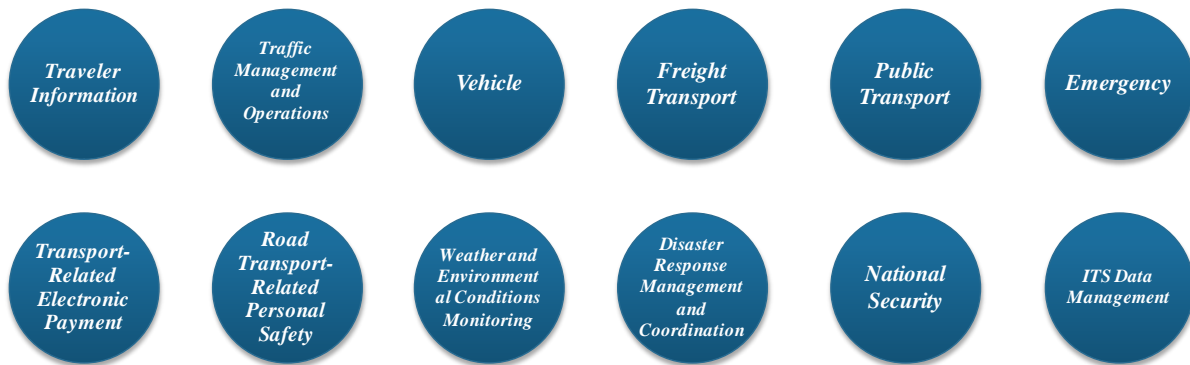 Traveler
Information
Traffic
Management
and
Operations
Vehicle
Freight
Transport
Public
Transport
Emergency
Transport-
Related
Electronic
Payment
Road
Transport-
Related
Personal
Safety
Weather and
Environment
al Conditions
Monitoring
Disaster
Response
Management
and
Coordination
National
Security
ITS Data
Management